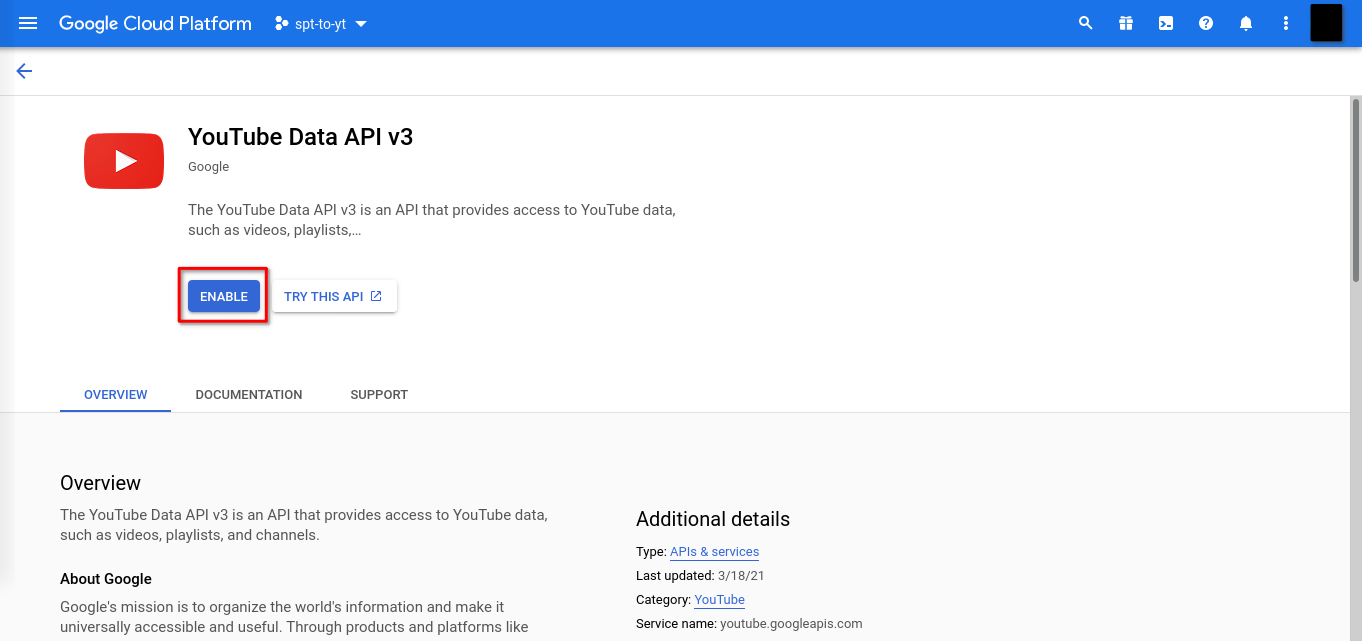 Google Cloud Platform
spt-to-yt
YouTube Data API v3
Google
The YouTube Data API v3 is an API that provides access to YouTube data,
such as videos, playlists,...
ENABLE
TRY THIS API
OVERVIEW
DOCUMENTATION
SUPPORT
Overview
The YouTube Data API v3 is an API that provides access to YouTube data,
such as videos, playlists, and channels.
About Google
Google's mission is to organize the world's information and make it
universally accessible and useful. Through products and platforms like
Additional details
Type: APIs & services
Last updated: 3/18/21
Category: YouTube
Service name: youtube.googleapis.com